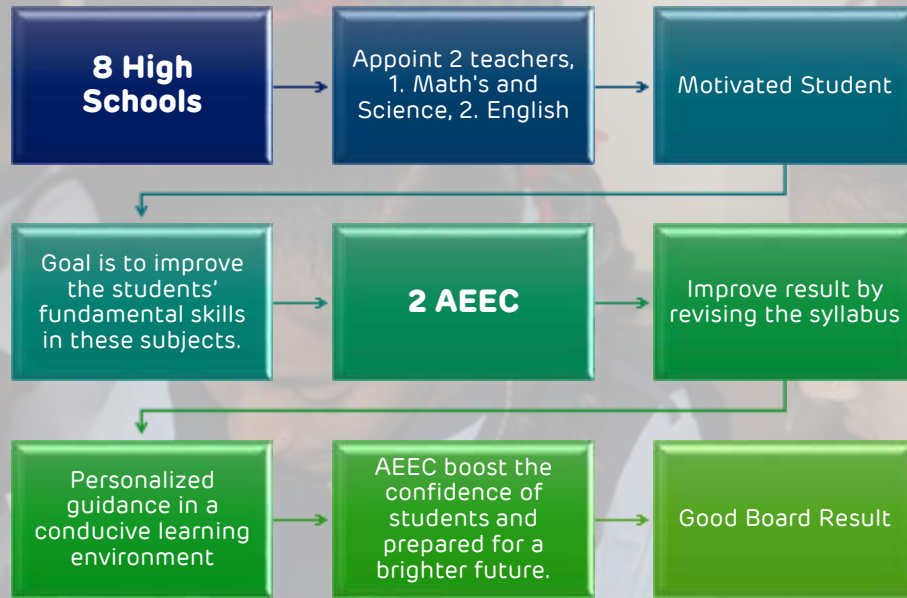 8 High
Schools
Appoint 2 teachers,
1. Math's and
Science, 2. English
Motivated Student
Goal is to improve
the students’
fundamental skills
in these subjects.
2 AEEC
Improve result by
revising the syllabus
Personalized
guidance in a
conducive learning
environment
AEEC boost the
confidence of
students and
prepared for a
brighter future.
Good Board Result